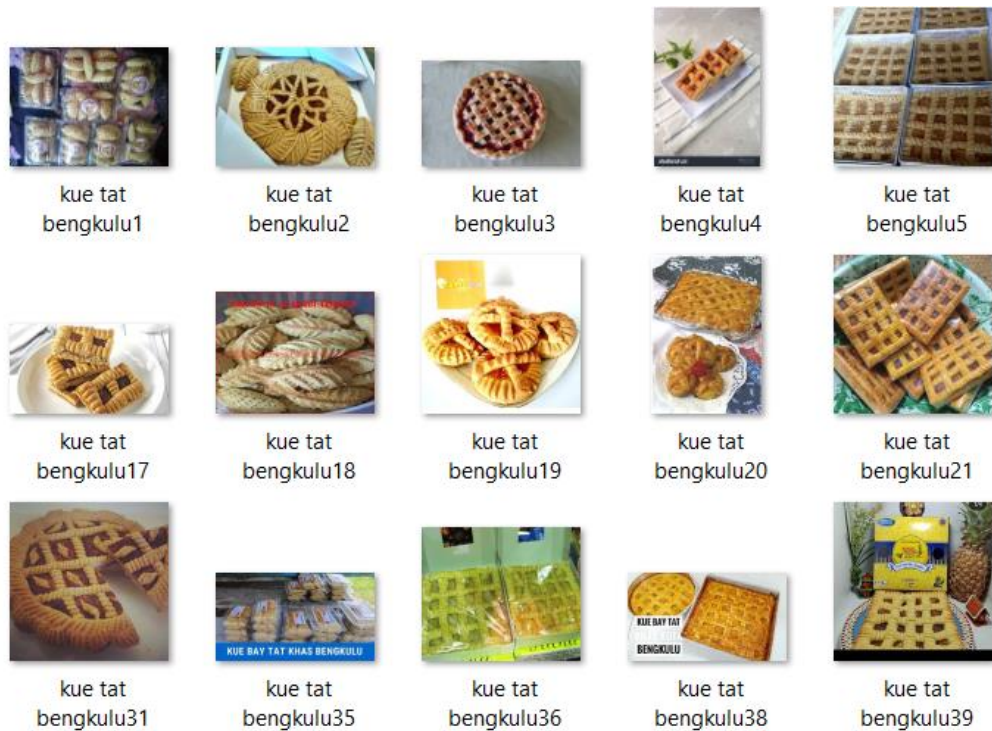 kue tat
bengkulu1
kue tat
bengkulu2
kue tat
bengkulu3
kue tat
bengkulu4
kue tat
bengkulu5
kue tat
bengkulu17
kue tat
bengkulu18
kue tat
bengkulu19
kue tat
bengkulu20
kue tat
bengkulu21
KUE BAY TAT KHAS BENGKULU
KUE BAY TAT
BENGKULU
kue tat
bengkulu31
kue tat
bengkulu35
kue tat
bengkulu36
kue tat
bengkulu38
kue tat
bengkulu39